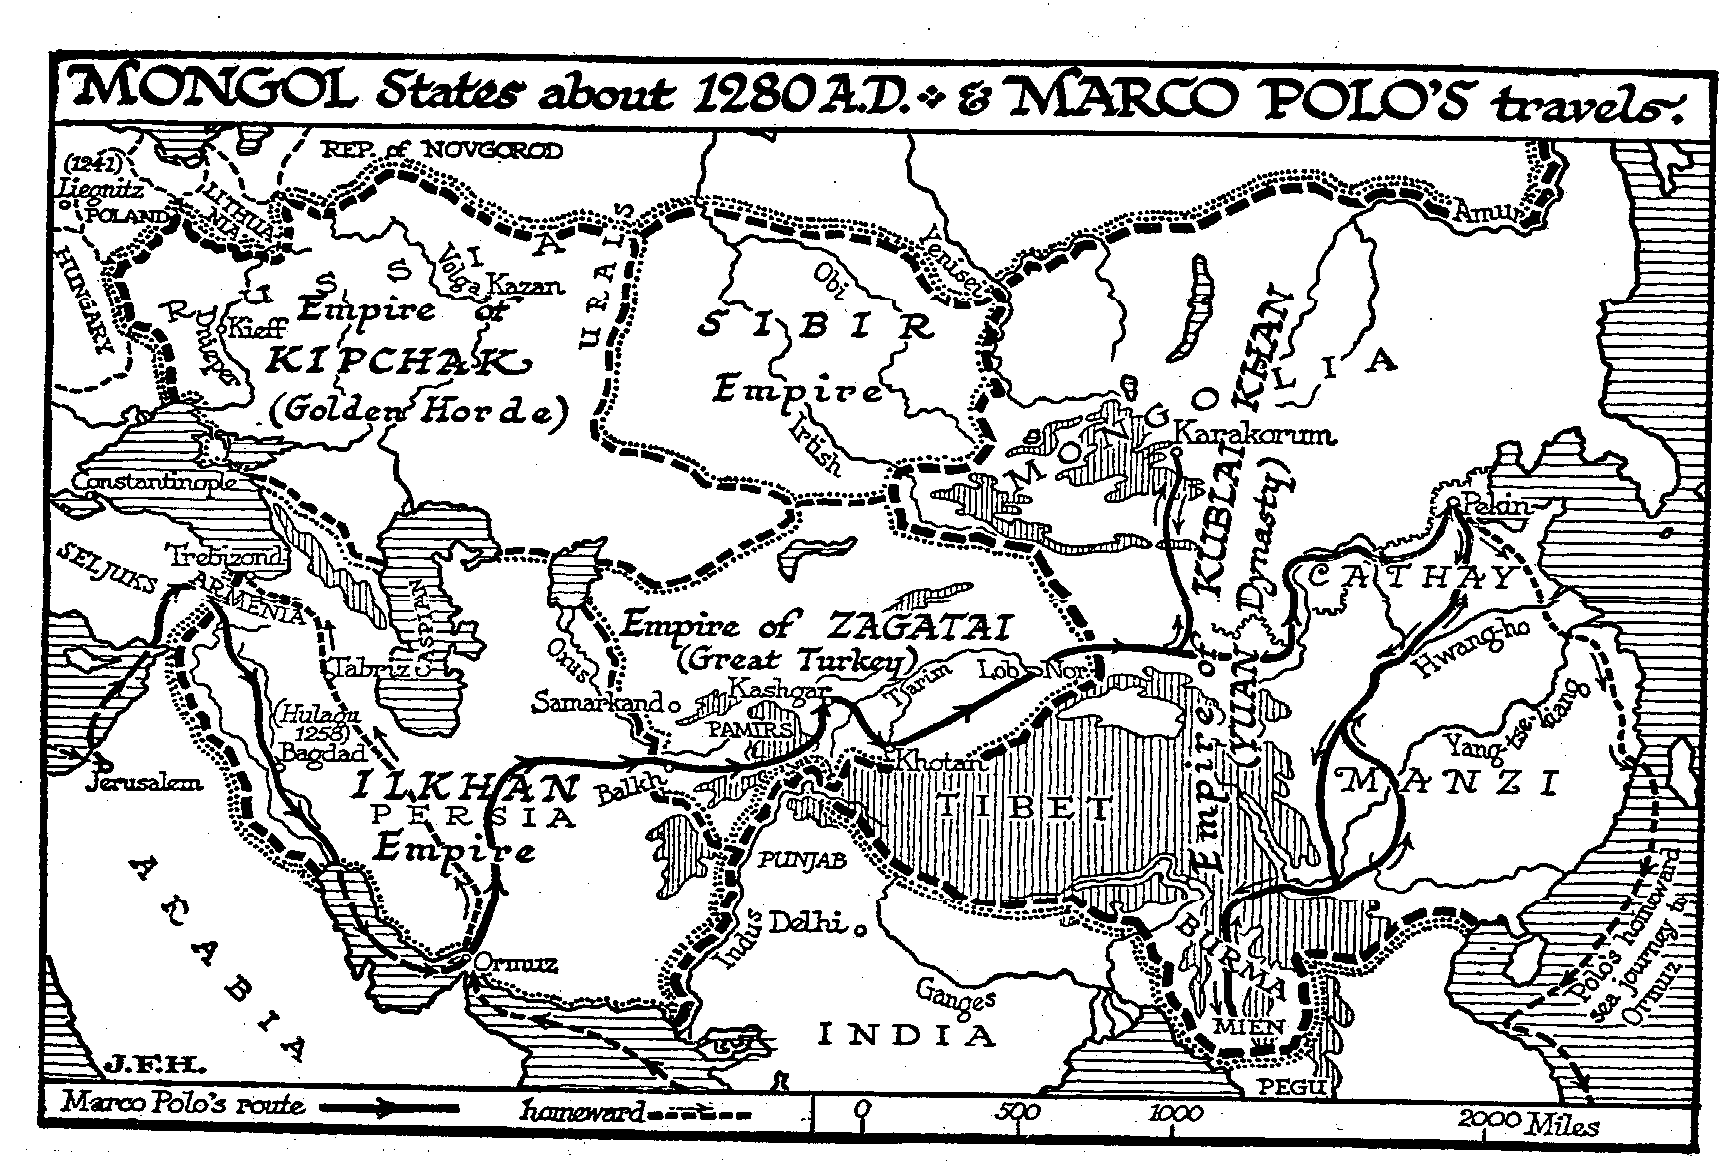 MONGOL States about 1280 A.D. & MARCO POLO'S travels.
REP. of NOVGOROD
(1241)
Liegnitz
POLAND
LITHUA
NIA
HUNGARY
RUSSIA
URALS
Volga
Kazan
Kieff
Dnieper
Empire of
KIPCHAK
(Golden Horde)
Obi
Yenisei
SIBIR
Empire
Irtish
Amur
MONGOLIA
Karakorum
Empire of KUBLAI KHAN
(YUAN Dynasty)
Pekin
CATHAY
Hwang-ho
Yang-tse kiang
MANZI
Constantinople
SELJUKS
Trebizond
ARMENIA
CASPIAN
Tabriz
Oxus
Empire of ZAGATAI
(Great Turkey)
Samarkand
Kashgar
PAMIRS
Tjarim
Lob Nor
Khotan
(Hulagu
1258)
Bagdad
Jerusalem
ILKHAN
PERSIA
Empire
Balkh
TIBET
PUNJAB
Delhi
Indus
Ormuz
Ganges
INDIA
BURMA
MIEN
PEGU
ACABIA
Polo's homeward
sea journey to
Ormuz
J.F.H.
Marco Polo's route
homeward
0 500 1000 2000 Miles